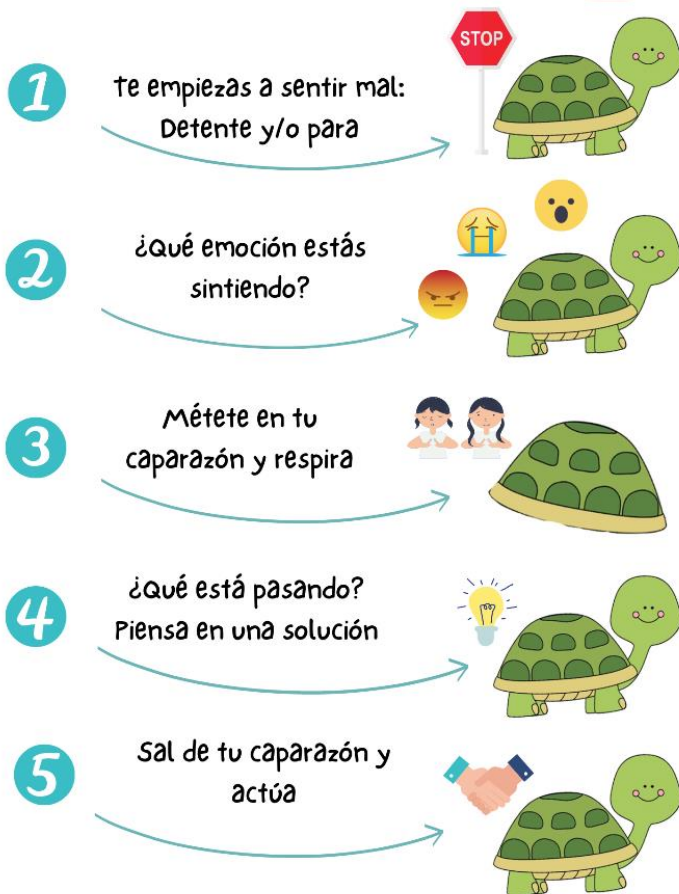 1
STOP
Te empiezas a sentir mal:
Detente y/o para
2
¿Qué emoción estás
sintiendo?
3
Métete en tu
caparazón y respira
4
¿Qué está pasando?
Piensa en una solución
5
Sal de tu caparazón y
actúa